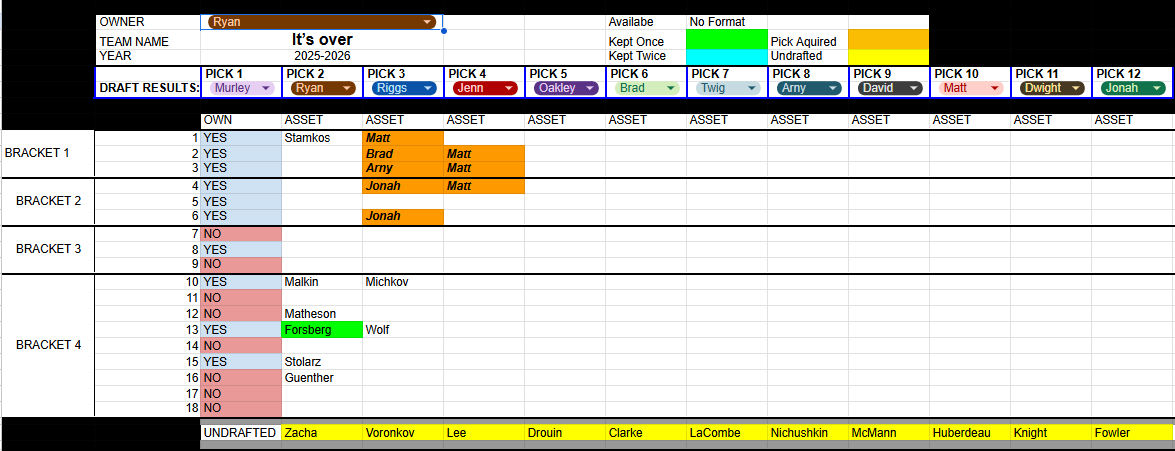 OWNER Ryan Availabe No Format
TEAM NAME It's over Kept Once Pick Aquired
YEAR 2025-2026 Kept Twice Undrafted
PICK 1 PICK 2 PICK 3 PICK 4 PICK 5 PICK 6 PICK 7 PICK 8 PICK 9 PICK 10 PICK 11 PICK 12
DRAFT RESULTS: Murley Ryan Riggs Jenn Oakley Brad Twig Arny David Matt Dwight Jonah
OWN ASSET ASSET ASSET ASSET ASSET ASSET ASSET ASSET ASSET ASSET ASSET
1 YES Stamkos Matt
BRACKET 1 2 YES Brad Matt
3 YES Arny Matt
4 YES Jonah Matt
BRACKET 2 5 YES
6 YES Jonah
7 NO
BRACKET 3 8 YES
9 NO
10 YES Malkin Michkov
11 NO
12 NO Matheson
13 YES Forsberg Wolf
BRACKET 4 14 NO
15 YES Stolarz
16 NO Guenther
17 NO
18 NO
UNDRAFTED Zacha Voronkov Lee Drouin Clarke LaCombe Nichushkin McMann Huberdeau Knight Fowler